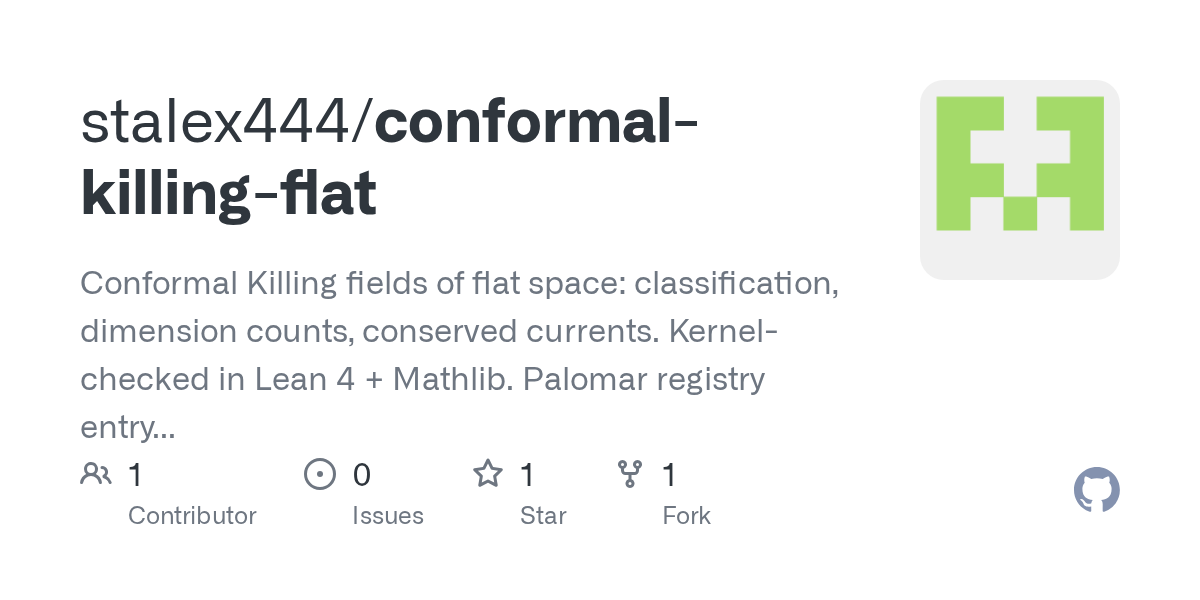 stalex444/conformal-
killing-flat
Conformal Killing fields of flat space: classification,
dimension counts, conserved currents. Kernel-
checked in Lean 4 + Mathlib. Palomar registry
entry...
1 0 1 1
Contributor Issues Star Fork